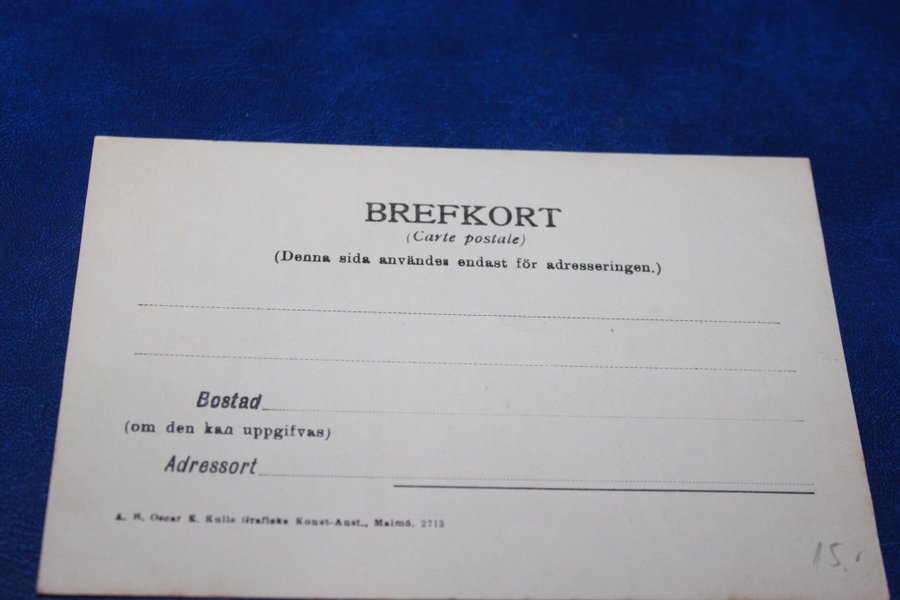 BREFKORT
(Carte postale)
(Denna sida användes endast för adresseringen.)
Bostad
(om den kan uppgifvas)
Adressort
A. B. Oscar E. Kulls Grafiska Konst-Anst., Malmö. 2713
15.